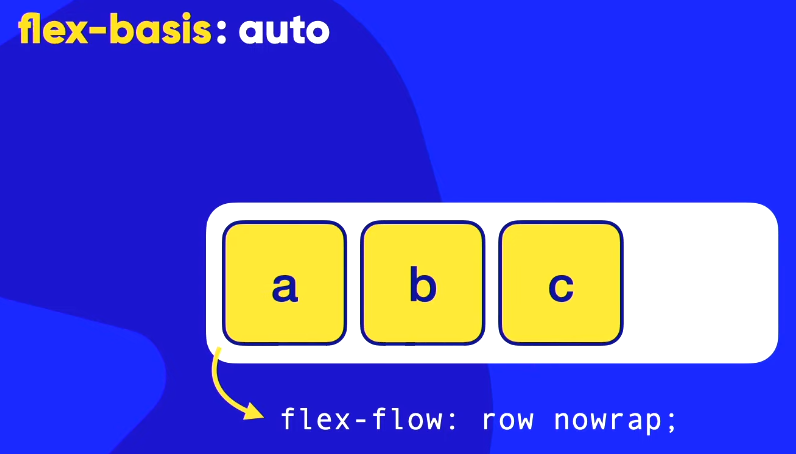 flex-basis: auto
a b c
flex-flow: row nowrap;